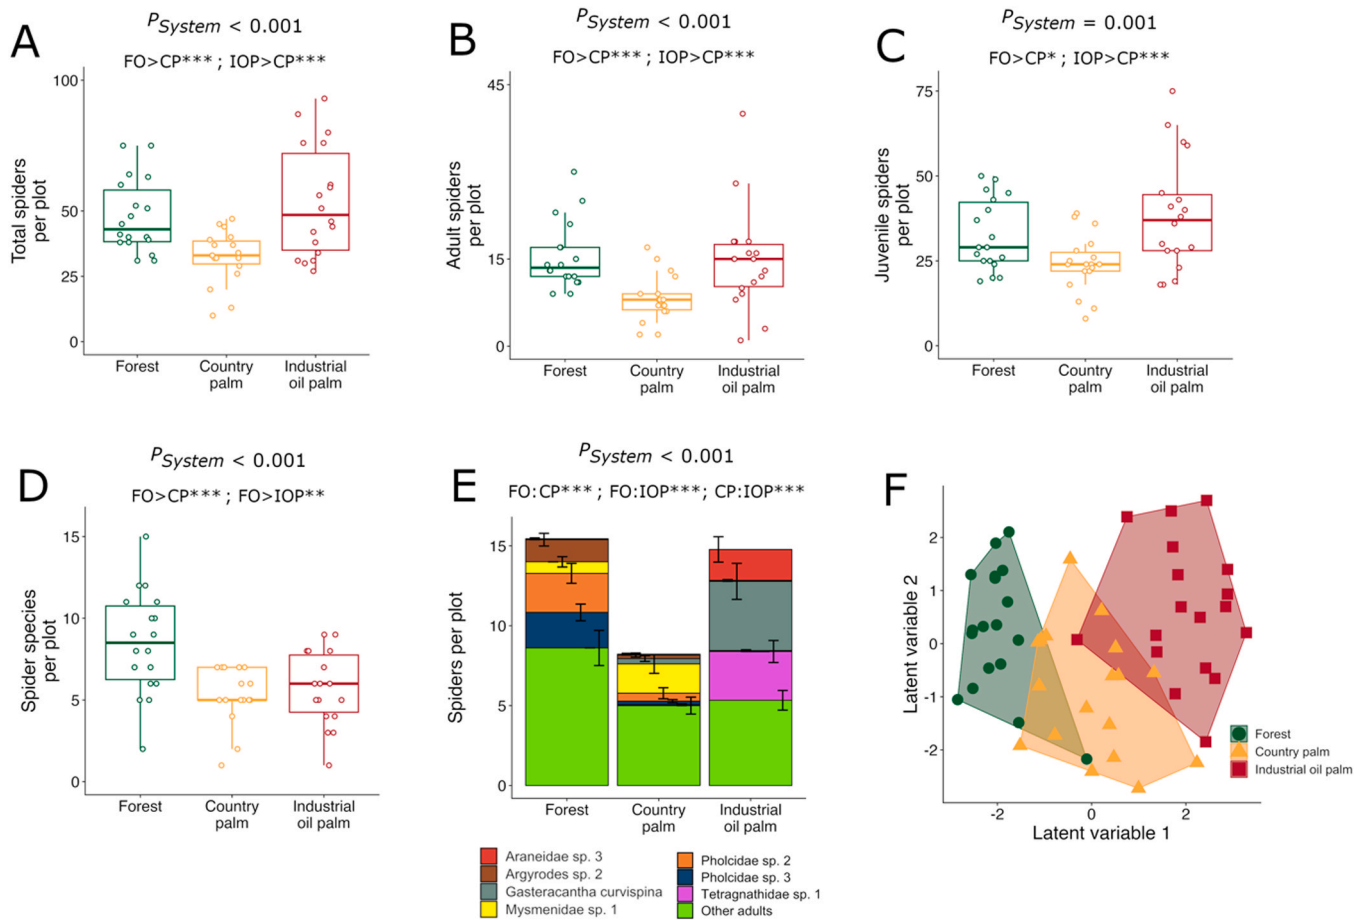 A
P System < 0.001
FO>CP*** ; IOP>CP***
Total spiders
per plot
100
50
25
0
Forest
Country
palm
Industrial
oil palm
B
P System < 0.001
FO>CP*** ; IOP>CP***
Adult spiders
per plot
45
15
0
Forest
Country
palm
Industrial
oil palm
C
P System = 0.001
FO>CP* ; IOP>CP***
Juvenile spiders
per plot
75
50
25
0
Forest
Country
palm
Industrial
oil palm
D
P System < 0.001
FO>CP*** ; FO>IOP**
Spider species
per plot
15
10
5
0
Forest
Country
palm
Industrial
oil palm
E
P System < 0.001
FO:CP*** ; FO:IOP***; CP:IOP***
Spiders per plot
15
10
5
0
Forest
Country
palm
Industrial
oil palm
Araneidae sp. 3
Argyrodes sp. 2
Gasteracantha curvispina
Mysmenidae sp. 1
Pholcidae sp. 2
Pholcidae sp. 3
Tetragnathidae sp. 1
Other adults
F
Latent variable 2
2
1
0
-1
-2
-2
0
2
Latent variable 1
Forest
Country palm
Industrial oil palm